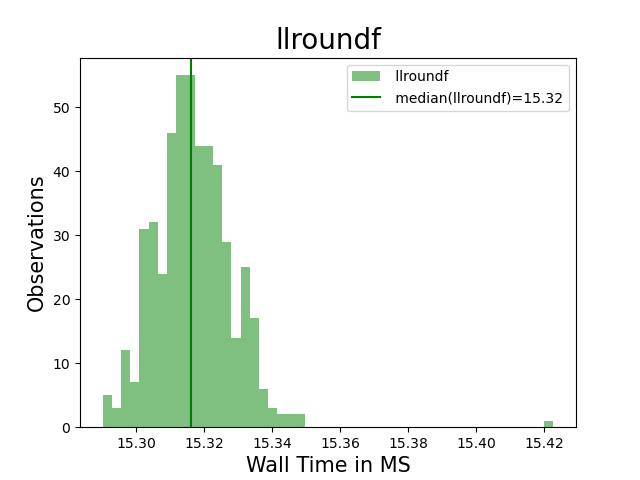 llroundf
llroundf
median(llroundf)=15.32
Observations
50
40
30
20
10
0
15.30 15.32 15.34 15.36 15.38 15.40 15.42
Wall Time in MS